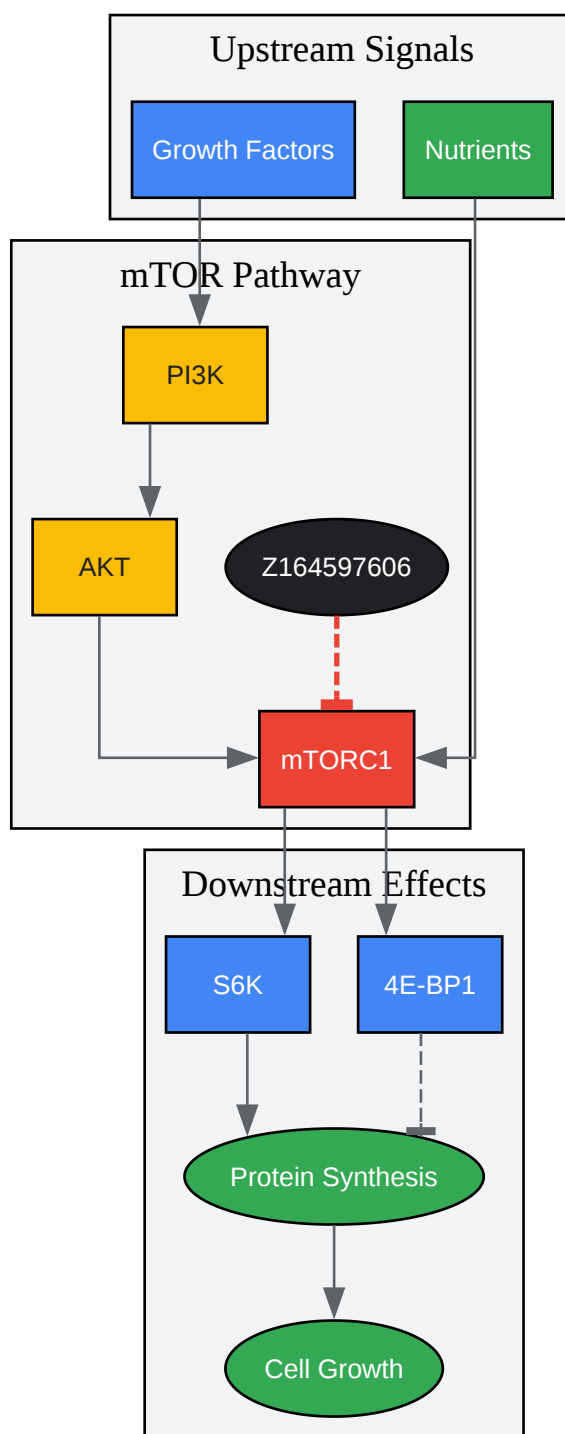 Upstream Signals
Growth Factors
Nutrients
mTOR Pathway
PI3K
AKT
Z164597606
mTORC1
Downstream Effects
S6K
4E-BP1
Protein Synthesis
Cell Growth